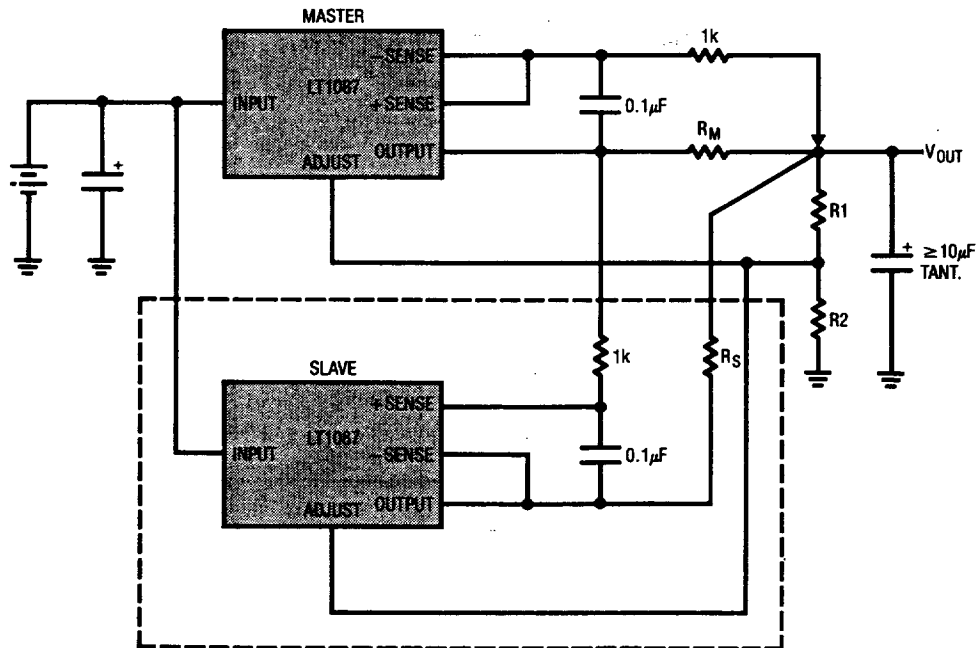 MASTER
1k
−SENSE
LT1087
INPUT
+SENSE
0.1µF
RM
ADJUST
OUTPUT
VOUT
+
R1
+
≥10µF
TANT.
R2
1k
RS
SLAVE
+SENSE
LT1087
INPUT
−SENSE
0.1µF
ADJUST
OUTPUT